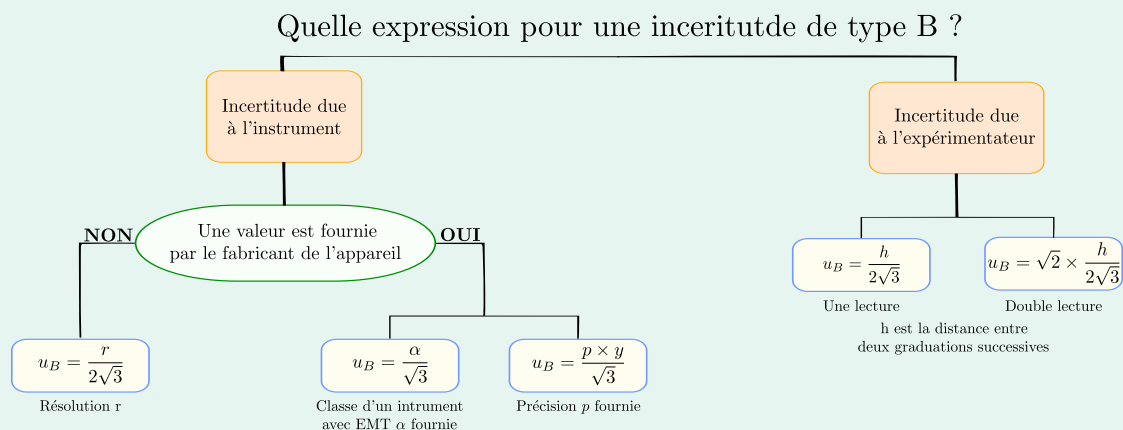 Quelle expression pour une inceritutde de type B ?
Incertitude due
à l'instrument
Incertitude due
à l'expérimentateur
NON
Une valeur est fournie
par le fabricant de l'appareil
OUI
u_B = h/(2√3)
Une lecture
u_B = √2 × h/(2√3)
Double lecture
h est la distance entre
deux graduations successives
u_B = r/(2√3)
Résolution r
u_B = α/√3
Classe d'un intrument
avec EMT α fournie
u_B = (p × y)/√3
Précision p fournie